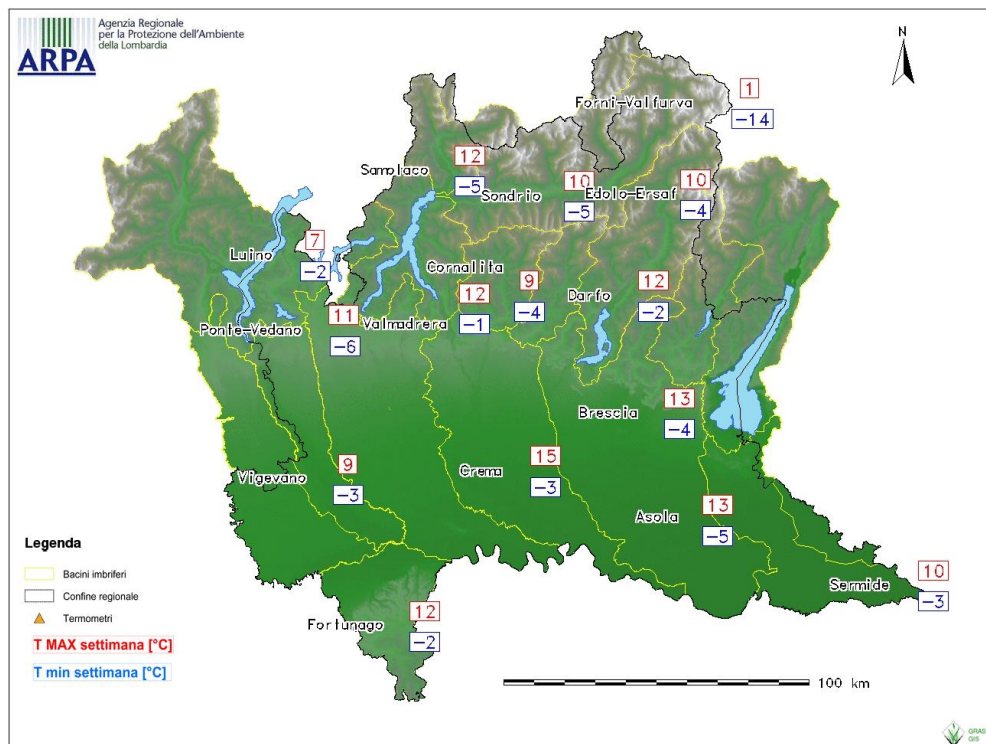 Agenzia Regionale
per la Protezione dell'Ambiente
della Lombardia
ARPA
N
Forni-Valfurva
1
-14
Samolaco
12
-5
Sondrio
10
-5
Edolo-Ersaf
10
-4
Luino
7
-2
Cornalita
12
-1
9
-4
Darfo
12
-2
Ponte-Vedano
11
-6
Valmadrera
Brescia
13
-4
Vigevano
9
-3
Crema
15
-3
Asola
13
-5
Sermide
10
-3
Fortunago
12
-2
Legenda
Bacini imbriferi
Confine regionale
Termometri
T MAX settimana [°C]
T min settimana [°C]
100 km
GRAS
GIS